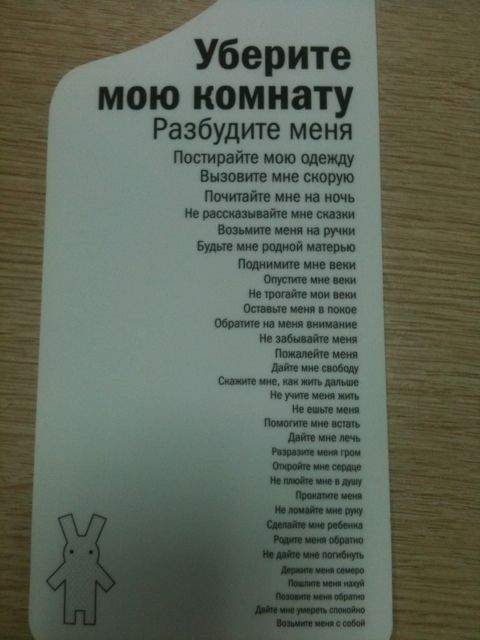 Уберите
мою комнату
Разбудите меня
Постирайте мою одежду
Вызовите мне скорую
Почитайте мне на ночь
Не рассказывайте мне сказки
Возьмите меня на ручки
Будьте мне родной матерью
Поднимите мне веки
Опустите мне веки
Не трогайте мои веки
Оставьте меня в покое
Обратите на меня внимание
Не забывайте меня
Пожалейте меня
Дайте мне свободу
Скажите мне, как жить дальше
Не учите меня жить
Не ешьте меня
Помогите мне встать
Дайте мне лечь
Разразите меня гром
Откройте мне сердце
Не плюйте мне в душу
Прокатите меня
Не ломайте мне руку
Сделайте мне ребенка
Родите меня обратно
Не дайте мне погибнуть
Держите меня семеро
Пошлите меня нахуй
Позовите меня обратно
Дайте мне умереть спокойно
Возьмите меня с собой